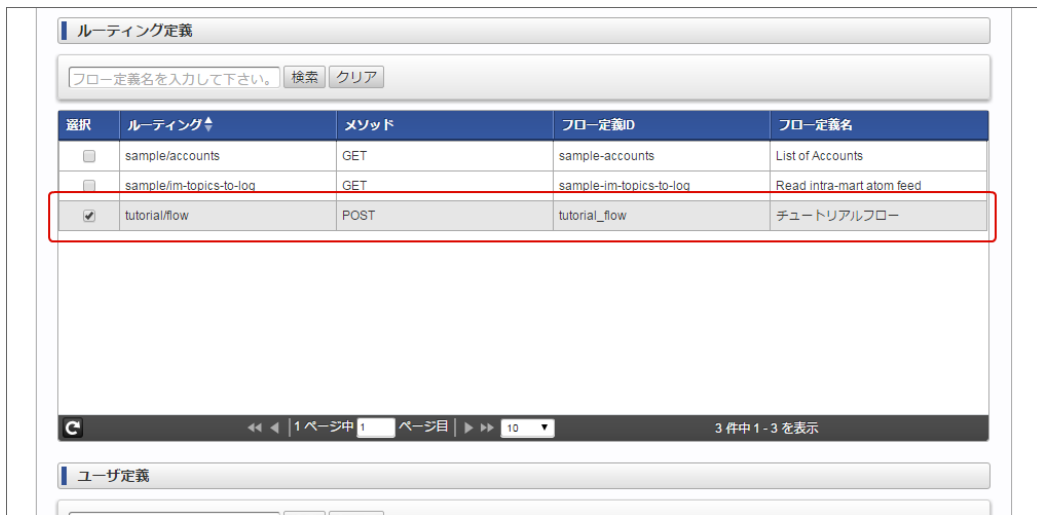 ルーティング定義
フロー定義名を入力して下さい。 検索 クリア
選択 ルーティング メソッド フロー定義ID フロー定義名
sample/accounts GET sample-accounts List of Accounts
sample/im-topics-to-log GET sample-im-topics-to-log Read intra-mart atom feed
tutorial/flow POST tutorial_flow チュートリアルフロー
1 ページ中 1 ページ目 10 3 件中 1 - 3 を表示
ユーザ定義